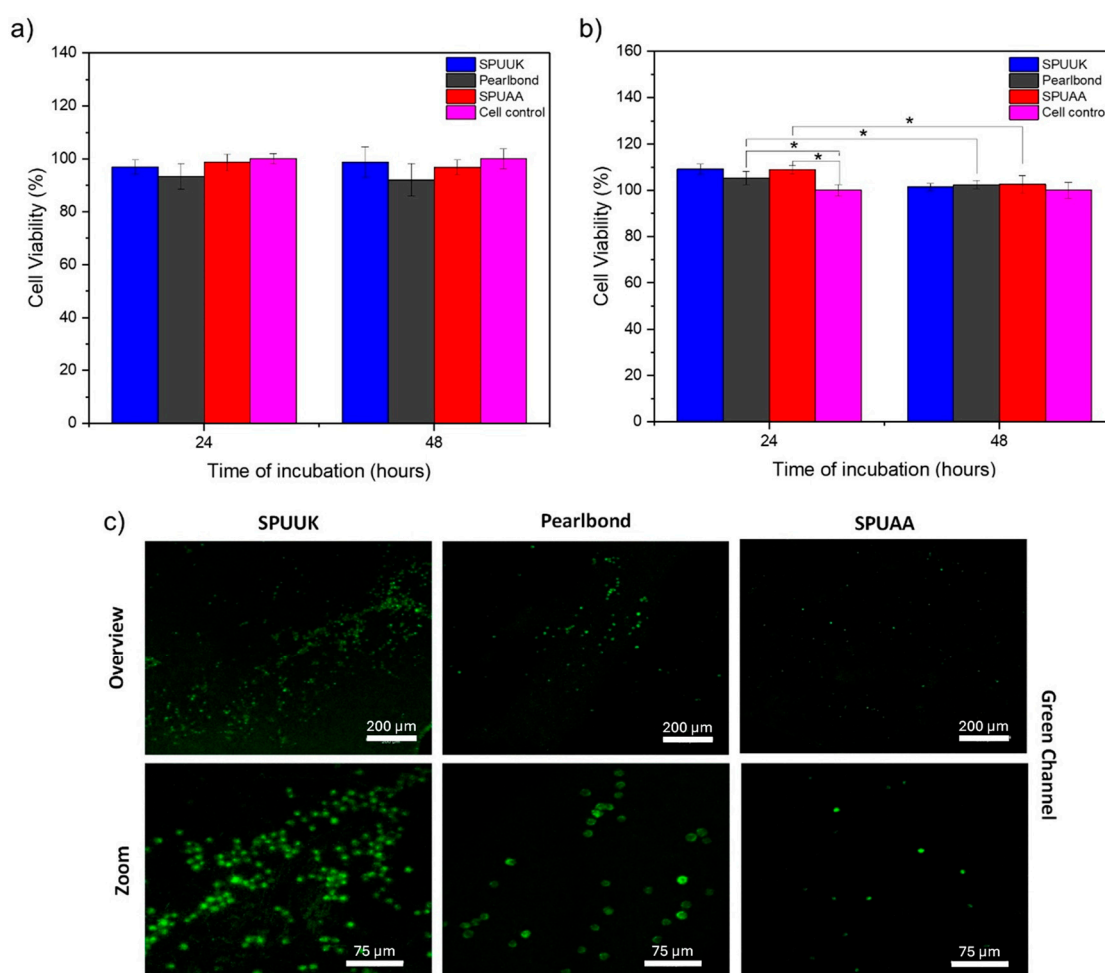 a)
140
120
100
80
60
40
20
0
Cell Viability (%)
SPUUK
Pearlbond
SPUAA
Cell control
24
48
Time of incubation (hours)
b)
160
140
120
100
80
60
40
20
0
Cell Viability (%)
SPUUK
Pearlbond
SPUAA
Cell control
*
*
*
*
24
48
Time of incubation (hours)
c)
SPUUK
Pearlbond
SPUAA
Overview
200 µm
200 µm
200 µm
200 µm
Green Channel
Zoom
75 µm
75 µm
75 µm